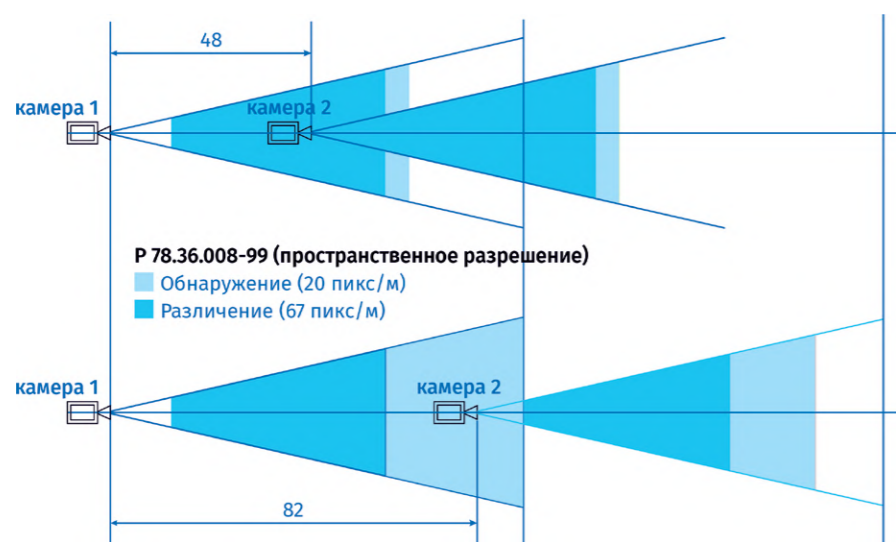 48
камера 1
камера 2
Р 78.36.008-99 (пространственное разрешение)
Обнаружение (20 пикс/м)
Различение (67 пикс/м)
камера 1
камера 2
82